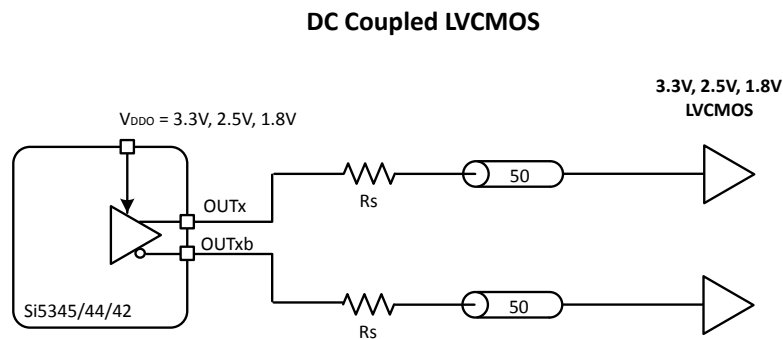 DC Coupled LVCMOS
3.3V, 2.5V, 1.8V
LVCMOS
VDDO = 3.3V, 2.5V, 1.8V
OUTx
Rs
50
OUTxb
Si5345/44/42
Rs
50